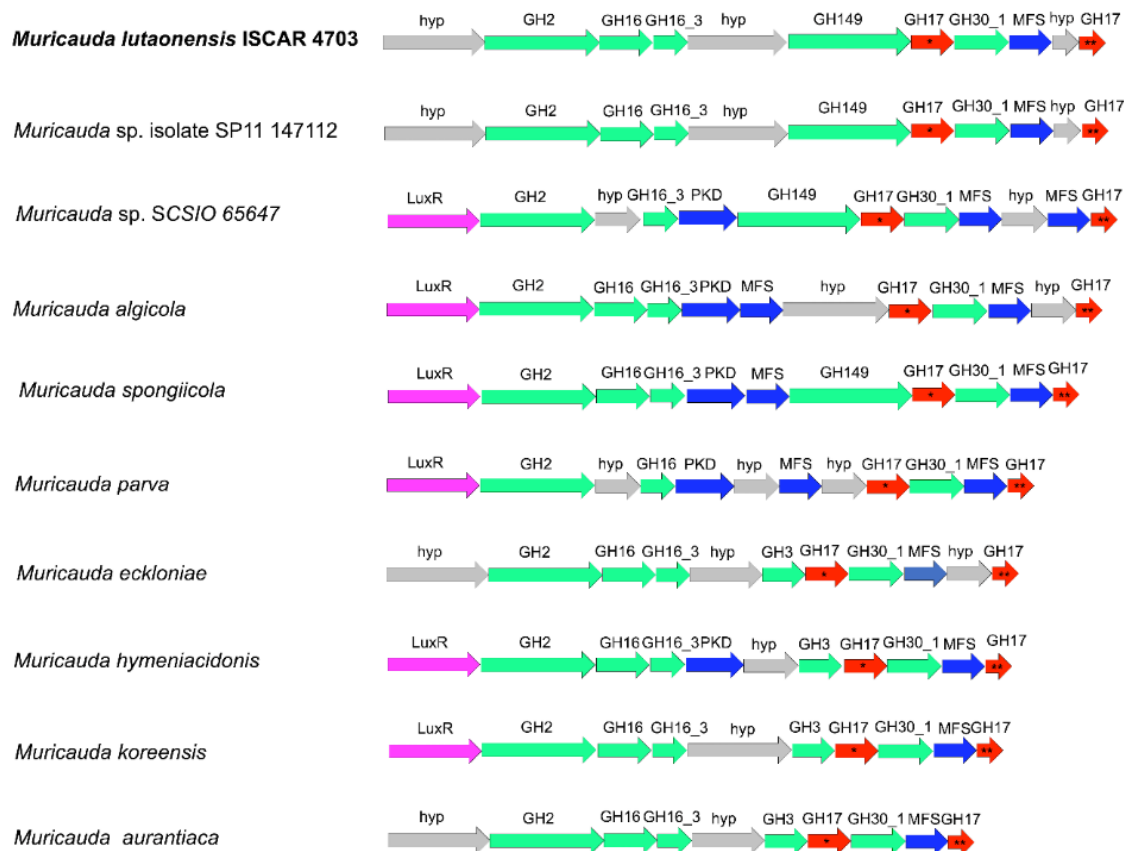 hyp GH2 GH16 GH16_3 hyp GH149 GH17 GH30_1 MFS hyp GH17
Muricauda lutaonensis ISCAR 4703 * **
hyp GH2 GH16 GH16_3 hyp GH149 GH17 GH30_1 MFS hyp GH17
Muricauda sp. isolate SP11 147112 * **
LuxR GH2 hyp GH16_3 PKD GH149 GH17 GH30_1 MFS hyp MFS GH17
Muricauda sp. SCSIO 65647 * **
LuxR GH2 GH16 GH16_3 PKD MFS hyp GH17 GH30_1 MFS hyp GH17
Muricauda algicola * **
LuxR GH2 GH16 GH16_3 PKD MFS GH149 GH17 GH30_1 MFS GH17
Muricauda spongiicola * **
LuxR GH2 hyp GH16 PKD hyp MFS hyp GH17 GH30_1 MFS GH17
Muricauda parva * **
hyp GH2 GH16 GH16_3 hyp GH3 GH17 GH30_1 MFS hyp GH17
Muricauda eckloniae * **
LuxR GH2 GH16 GH16_3 PKD hyp GH3 GH17 GH30_1 MFS GH17
Muricauda hymeniacidonis * **
LuxR GH2 GH16 GH16_3 hyp GH3 GH17 GH30_1 MFS GH17
Muricauda koreensis * **
hyp GH2 GH16 GH16_3 hyp GH3 GH17 GH30_1 MFS GH17
Muricauda aurantiaca * **